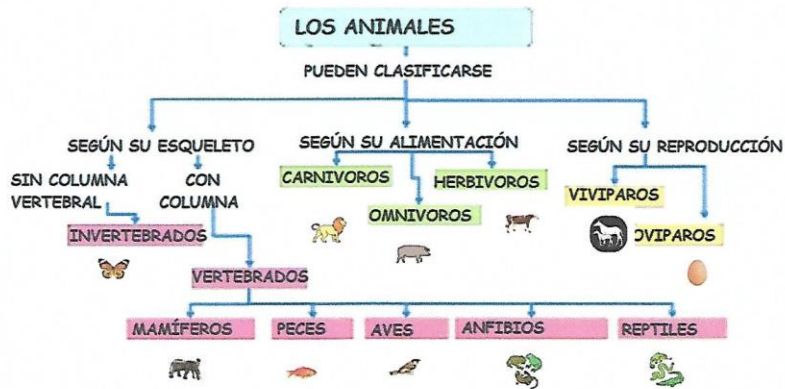 LOS ANIMALES
PUEDEN CLASIFICARSE
SEGÚN SU ESQUELETO
SEGÚN SU ALIMENTACIÓN
SEGÚN SU REPRODUCCIÓN
SIN COLUMNA
VERTEBRAL
CON
COLUMNA
CARNIVOROS
HERBIVOROS
OMNIVOROS
VIVIPAROS
OVIPAROS
INVERTEBRADOS
VERTEBRADOS
MAMÍFEROS
PECES
AVES
ANFIBIOS
REPTILES